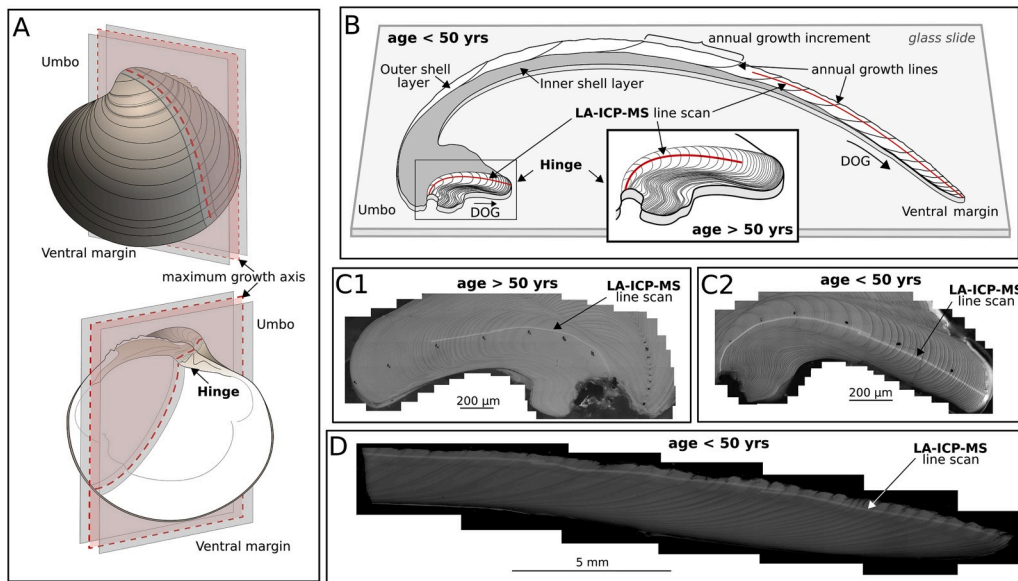 A
Umbo
Ventral margin
maximum growth axis
Umbo
Hinge
Ventral margin
B
age < 50 yrs
annual growth increment
glass slide
Outer shell
layer
Inner shell layer
annual growth lines
LA-ICP-MS line scan
Hinge
DOG
DOG
Umbo
Ventral margin
age > 50 yrs
C1
age > 50 yrs
LA-ICP-MS
line scan
200 µm
C2
age < 50 yrs
LA-ICP-MS
line scan
200 µm
D
age < 50 yrs
LA-ICP-MS
line scan
5 mm